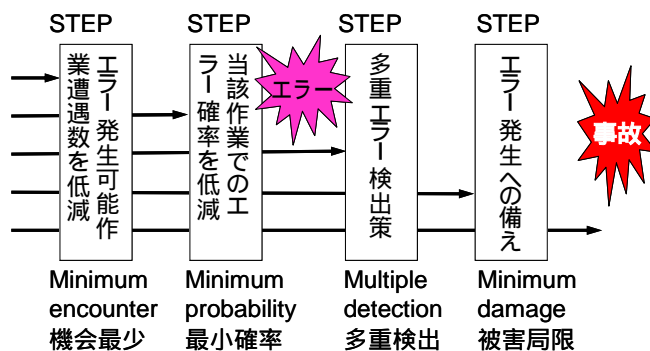 STEP
STEP
STEP
STEP
エラー発生可能作
業遭遇数を低減
当該作業でのエ
ラー確率を低減
エラー
多重エラー検出策
エラー発生への備え
事故
Minimum
encounter
機会最少
Minimum
probability
最小確率
Multiple
detection
多重検出
Minimum
damage
被害局限